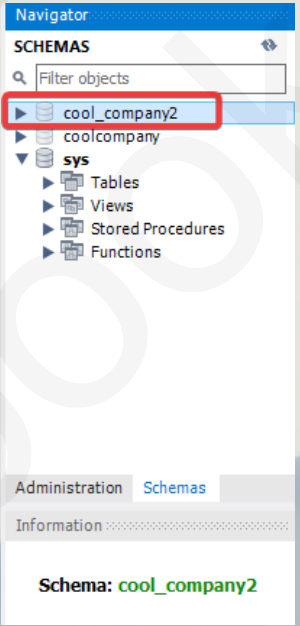 Navigator
SCHEMAS
Filter objects
cool_company2
coolcompany
sys
Tables
Views
Stored Procedures
Functions
Administration Schemas
Information
Schema: cool_company2